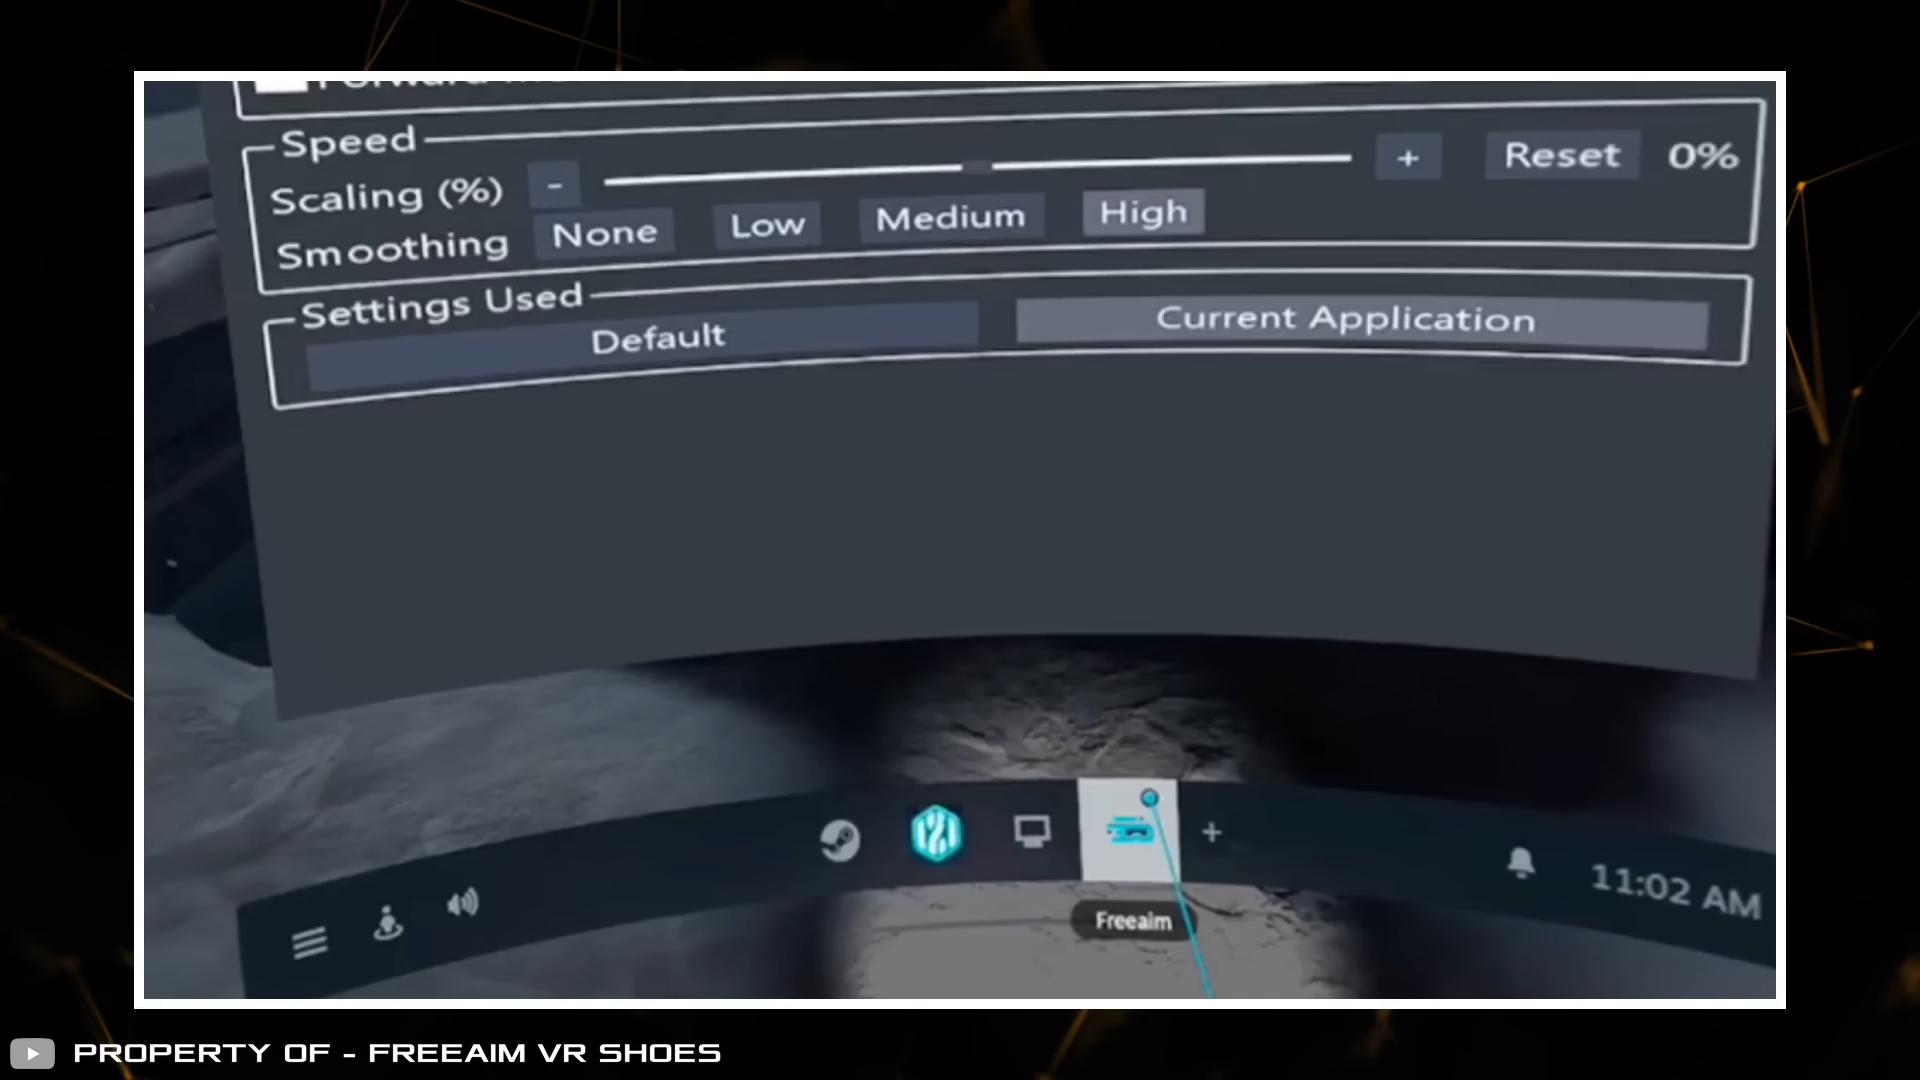 Forward
Speed
Scaling (%) - + Reset 0%
Smoothing None Low Medium High
Settings Used
Default Current Application
11:02 AM
Freeaim
PROPERTY OF - FREEAIM VR SHOES